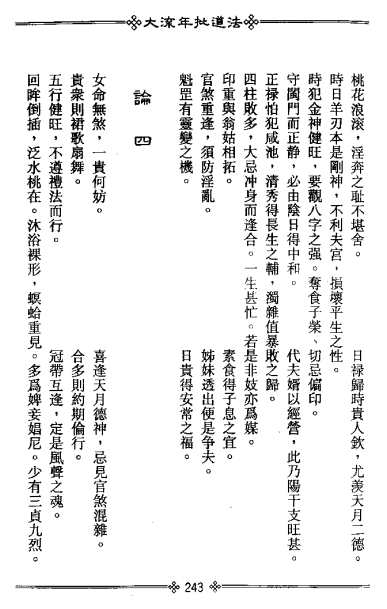 大流年批道法
桃花浪滾，淫奔之耻不堪舍。　日祿歸時貴人欽，尤羨天月二德。
時日羊刃本是剛神，不利夫宮，損壞平生之性。
時犯金神健旺，要觀八字之强。奪食子榮、切忌偏印。
守閨門而正静，必由陰日得中和。　代夫婿以經營，此乃陽干支旺甚。
正祿怕犯咸池，清秀得長生之輔，濁雜值暴敗之歸。
四柱敗多，大忌冲身而逢合。一生甚忙。若是非妓亦爲媒。
印重與翁姑相拓。　素食得子息之宜。
官煞重逢，須防淫亂。　姊妹透出便是争夫。
魁罡有靈變之機。　日貴得安常之福。
論四
女命無煞，一貴何妨。　喜逢天月德神，忌見官煞混雜。
貴衆則裙歌扇舞。　合多則約期倫行。
五行健旺，不遵禮法而行。　冠帶互逢，定是風聲之魂。
回眸倒插，泛水桃在。沐浴裸形，螟蛤重見。多爲婢妾娼尼。少有三貞九烈。
243